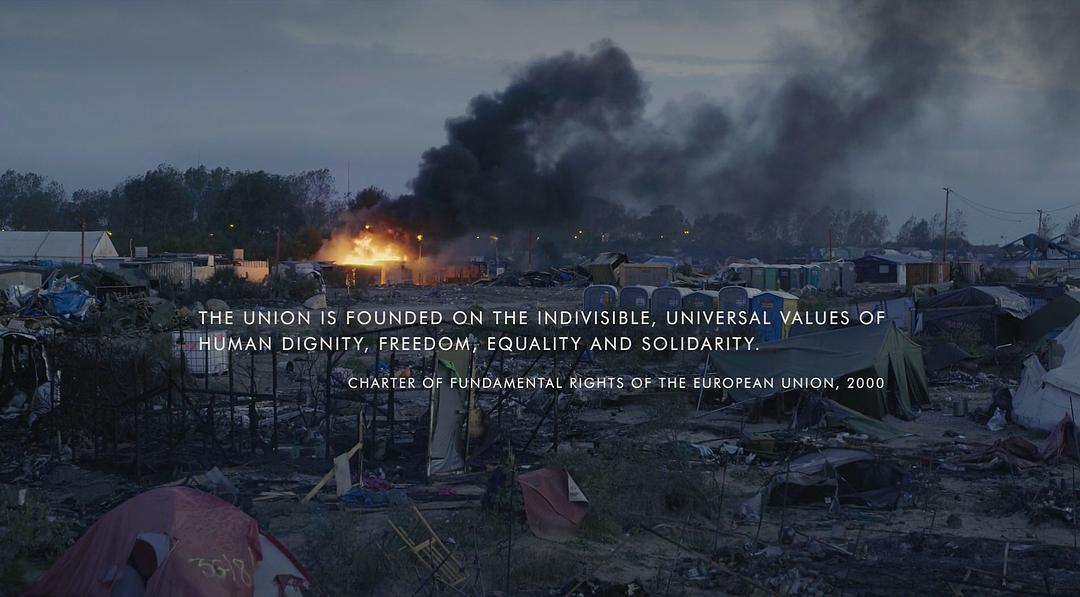 THE UNION IS FOUNDED ON THE INDIVISIBLE, UNIVERSAL VALUES OF
HUMAN DIGNITY, FREEDOM, EQUALITY AND SOLIDARITY.
CHARTER OF FUNDAMENTAL RIGHTS OF THE EUROPEAN UNION, 2000